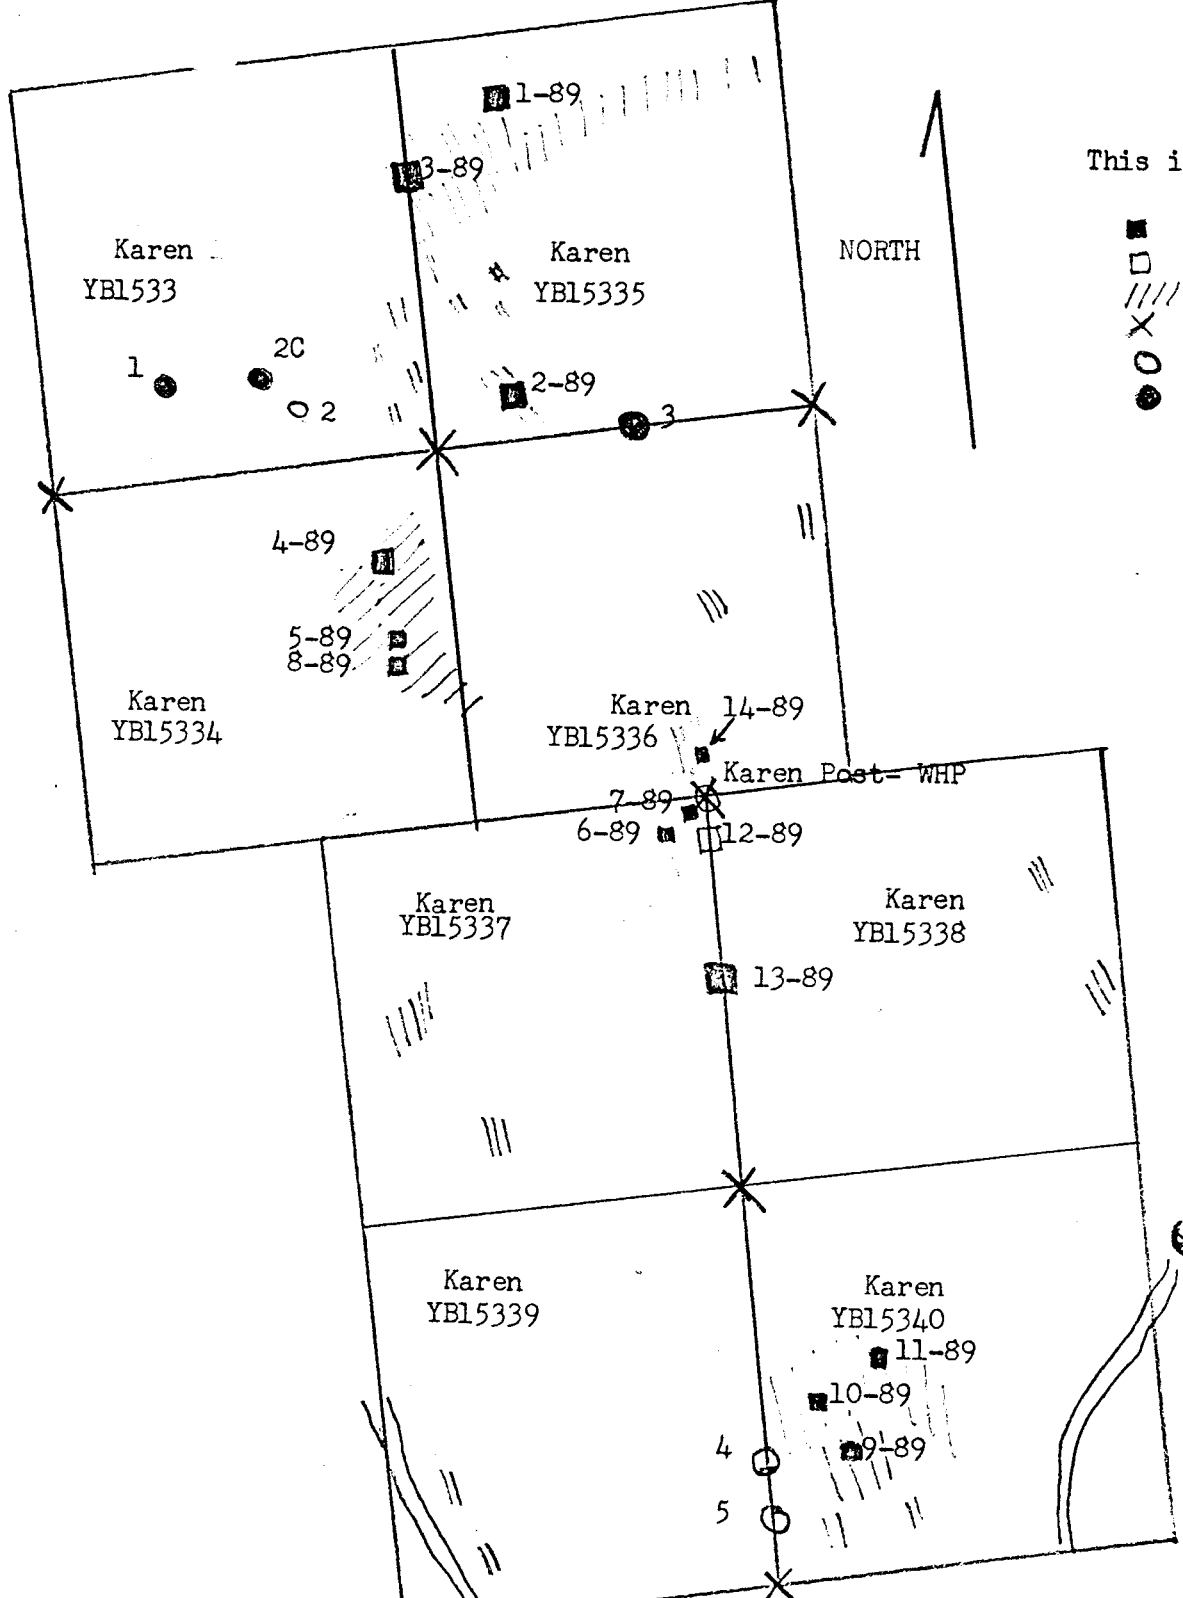 1-89
3-89
This i
Karen
YB1533
Karen
YB15335
NORTH
1
2C
2
2-89
3
4-89
5-89
8-89
Karen
YB15334
Karen
YB15336
14-89
Karen Post- WHP
7-89
6-89
12-89
Karen
YB15337
Karen
YB15338
13-89
Karen
YB15339
Karen
YB15340
11-89
10-89
9-89
4
5